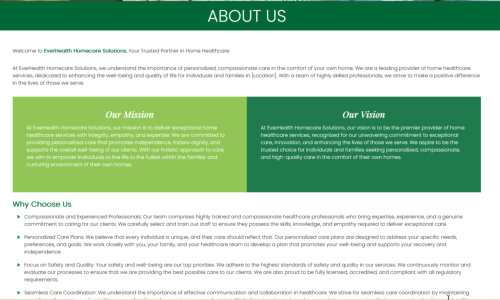 ABOUT US
Welcome to EverHealth Homecare Solutions, Your Trusted Partner in Home Healthcare
At EverHealth Homecare Solutions, we understand the importance of personalized, compassionate care in the comfort of your own home. We are a leading provider of home healthcare
services, dedicated to enhancing the well-being and quality of life for individuals and families in [Location]. With a team of highly skilled professionals, we strive to make a positive difference
in the lives of those we serve.
Our Mission
At EverHealth Homecare Solutions, our mission is to deliver exceptional home
healthcare services with integrity, empathy, and expertise. We are committed to
providing personalized care that promotes independence, fosters dignity, and
supports the overall well-being of our clients. With our holistic approach to care,
we aim to empower individuals to live life to the fullest within the familiar and
nurturing environment of their own homes.
Our Vision
At EverHealth Homecare Solutions, our vision is to be the premier provider of home
healthcare services, recognized for our unwavering commitment to exceptional
care, innovation, and enhancing the lives of those we serve. We aspire to be the
trusted choice for individuals and families seeking personalized, compassionate,
and high-quality care in the comfort of their own homes.
Why Choose Us
Compassionate and Experienced Professionals: Our team comprises highly trained and compassionate healthcare professionals who bring expertise, experience, and a genuine
commitment to caring for our clients. We carefully select and train our staff to ensure they possess the skills, knowledge, and empathy required to deliver exceptional care.
Personalized Care Plans: We believe that every individual is unique, and their care should reflect that. Our personalized care plans are designed to address your specific needs,
preferences, and goals. We work closely with you, your family, and your healthcare team to develop a plan that promotes your well-being and supports your recovery and
independence.
Focus on Safety and Quality: Your safety and well-being are our top priorities. We adhere to the highest standards of safety and quality in our services. We continuously monitor and
evaluate our processes to ensure that we are providing the best possible care to our clients. We are also proud to be fully licensed, accredited, and compliant with all regulatory
requirements.
Seamless Care Coordination: We understand the importance of effective communication and collaboration in healthcare. We strive for seamless care coordination by maintaining